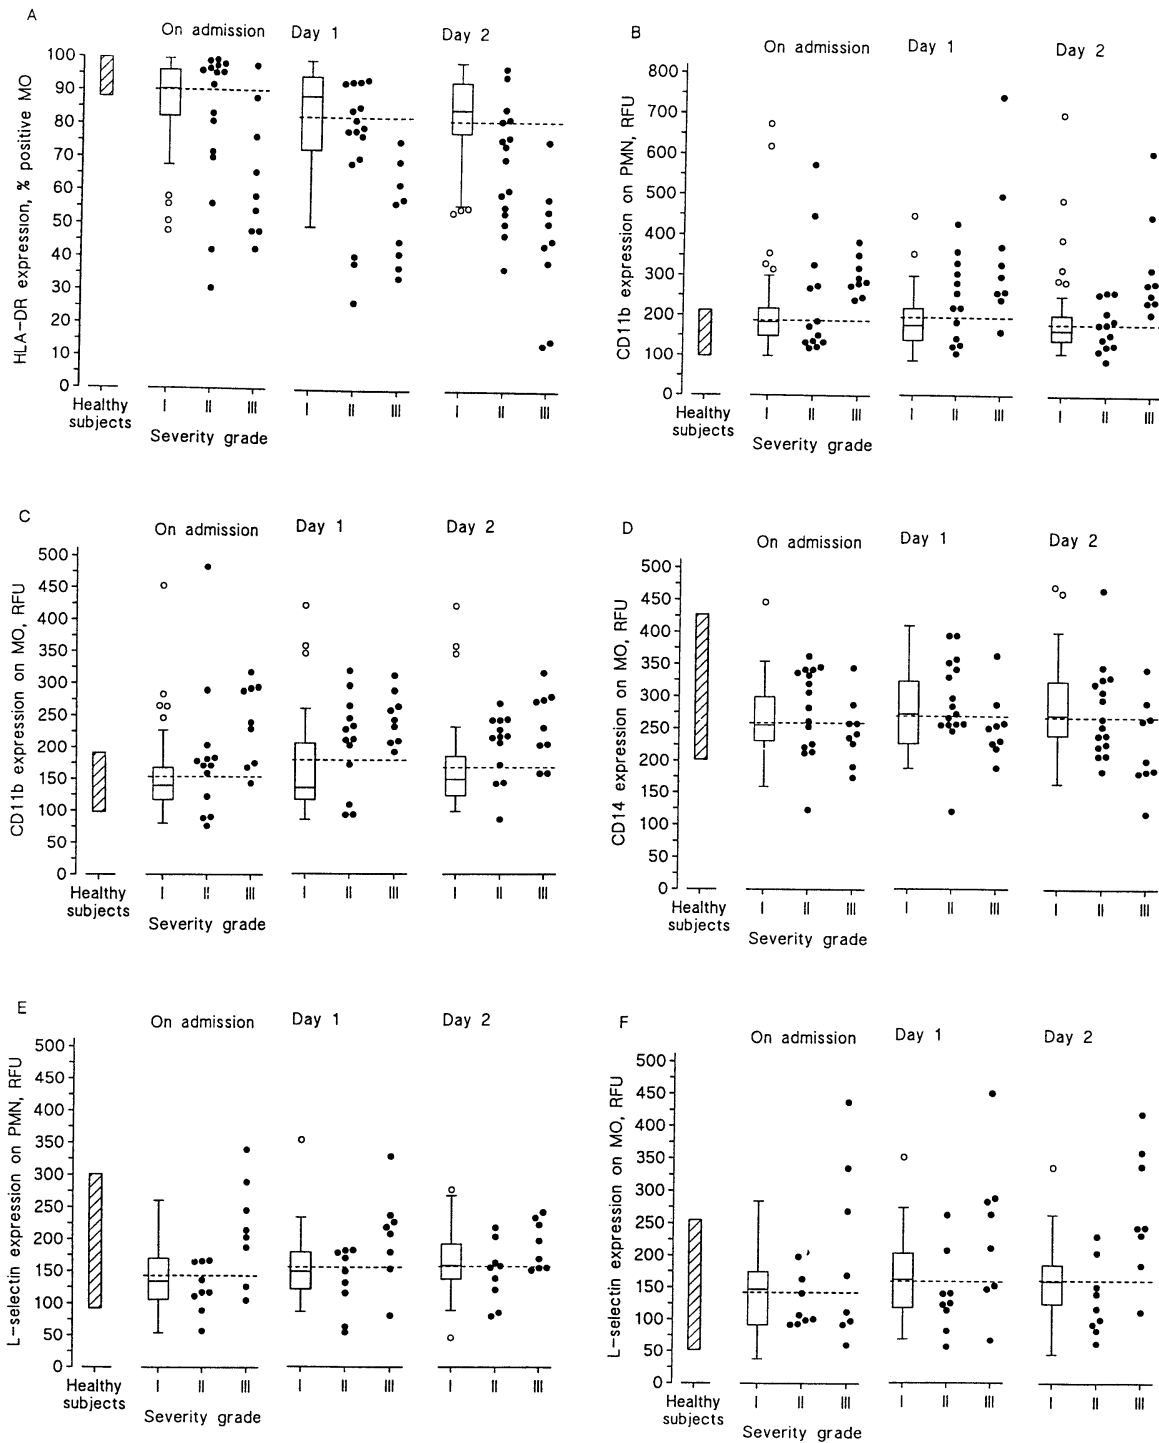 A
On admission Day 1 Day 2
HLA-DR expression, % positive MO
100
90
80
70
60
50
40
30
20
10
0
Healthy subjects
I II III I II III I II III
Severity grade
B
On admission Day 1 Day 2
CD11b expression on PMN, RFU
800
700
600
500
400
300
200
100
0
Healthy subjects
I II III I II III I II III
Severity grade
C
On admission Day 1 Day 2
CD11b expression on MO, RFU
500
450
400
350
300
250
200
150
100
50
0
Healthy subjects
I II III I II III I II III
Severity grade
D
On admission Day 1 Day 2
CD14 expression on MO, RFU
500
450
400
350
300
250
200
150
100
50
0
Healthy subjects
I II III I II III I II III
Severity grade
E
On admission Day 1 Day 2
L-selectin expression on PMN, RFU
500
450
400
350
300
250
200
150
100
50
0
Healthy subjects
I II III I II III I II III
Severity grade
F
On admission Day 1 Day 2
L-selectin expression on MO, RFU
500
450
400
350
300
250
200
150
100
50
0
Healthy subjects
I II III I II III I II III
Severity grade